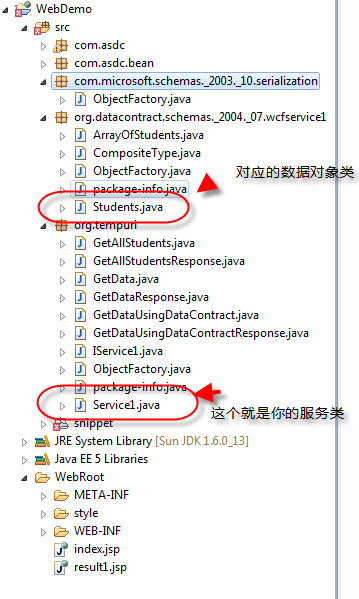 WebDemo
src
com.asdc
com.asdc.bean
com.microsoft.schemas._2003._10.serialization
ObjectFactory.java
org.datacontract.schemas._2004._07.wcfservice1
ArrayOfStudents.java
CompositeType.java
ObjectFactory.java
对应的数据对象类
package-info.java
Students.java
org.tempuri
GetAllStudents.java
GetAllStudentsResponse.java
GetData.java
GetDataResponse.java
GetDataUsingDataContract.java
GetDataUsingDataContractResponse.java
IService1.java
ObjectFactory.java
package-info.java
Service1.java
这个就是你的服务类
snippet
JRE System Library [Sun JDK 1.6.0_13]
Java EE 5 Libraries
WebRoot
META-INF
style
WEB-INF
index.jsp
result1.jsp